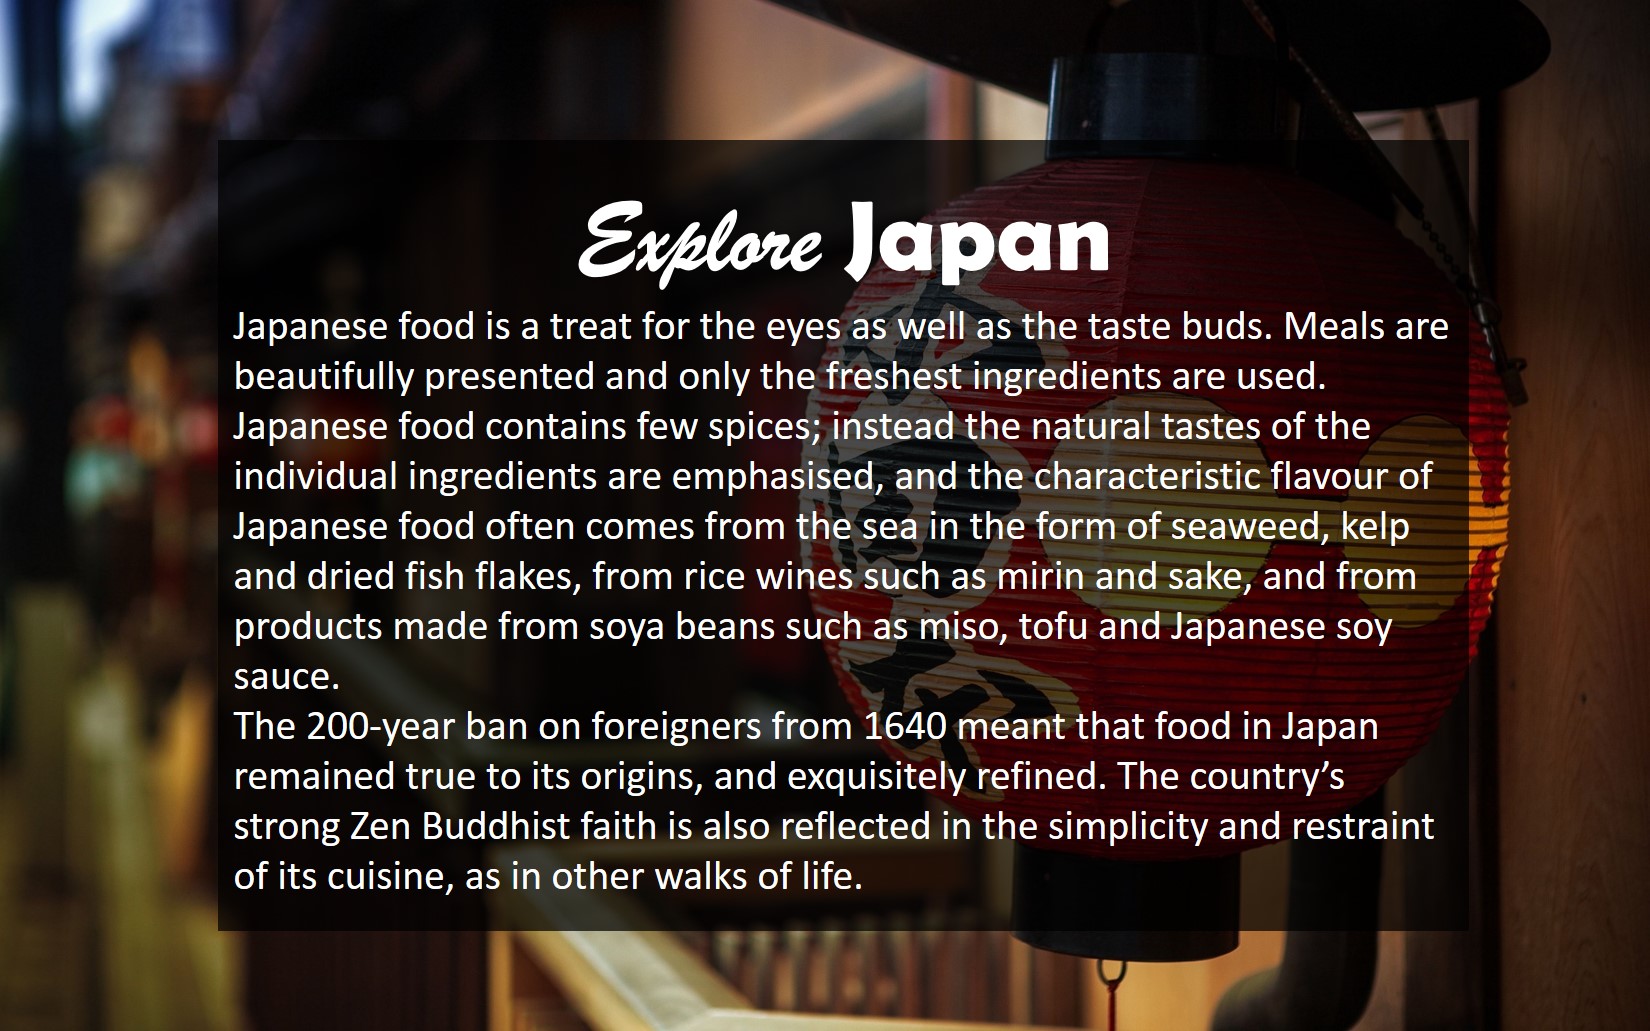 Explore Japan
Japanese food is a treat for the eyes as well as the taste buds. Meals are
beautifully presented and only the freshest ingredients are used.
Japanese food contains few spices; instead the natural tastes of the
individual ingredients are emphasised, and the characteristic flavour of
Japanese food often comes from the sea in the form of seaweed, kelp
and dried fish flakes, from rice wines such as mirin and sake, and from
products made from soya beans such as miso, tofu and Japanese soy
sauce.
The 200-year ban on foreigners from 1640 meant that food in Japan
remained true to its origins, and exquisitely refined. The country’s
strong Zen Buddhist faith is also reflected in the simplicity and restraint
of its cuisine, as in other walks of life.